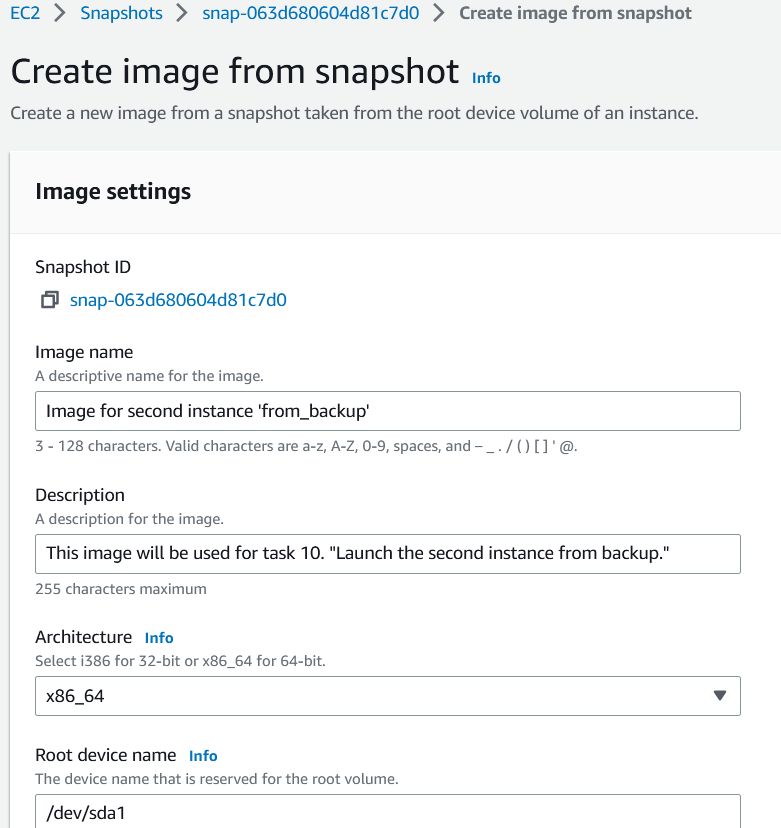 EC2 > Snapshots > snap-063d680604d81c7d0 > Create image from snapshot
Create image from snapshot Info
Create a new image from a snapshot taken from the root device volume of an instance.
Image settings
Snapshot ID
snap-063d680604d81c7d0
Image name
A descriptive name for the image.
Image for second instance 'from_backup'
3 - 128 characters. Valid characters are a-z, A-Z, 0-9, spaces, and – _ . / ( ) [ ] ' @.
Description
A description for the image.
This image will be used for task 10. "Launch the second instance from backup."
255 characters maximum
Architecture Info
Select i386 for 32-bit or x86_64 for 64-bit.
x86_64
Root device name Info
The device name that is reserved for the root volume.
/dev/sda1